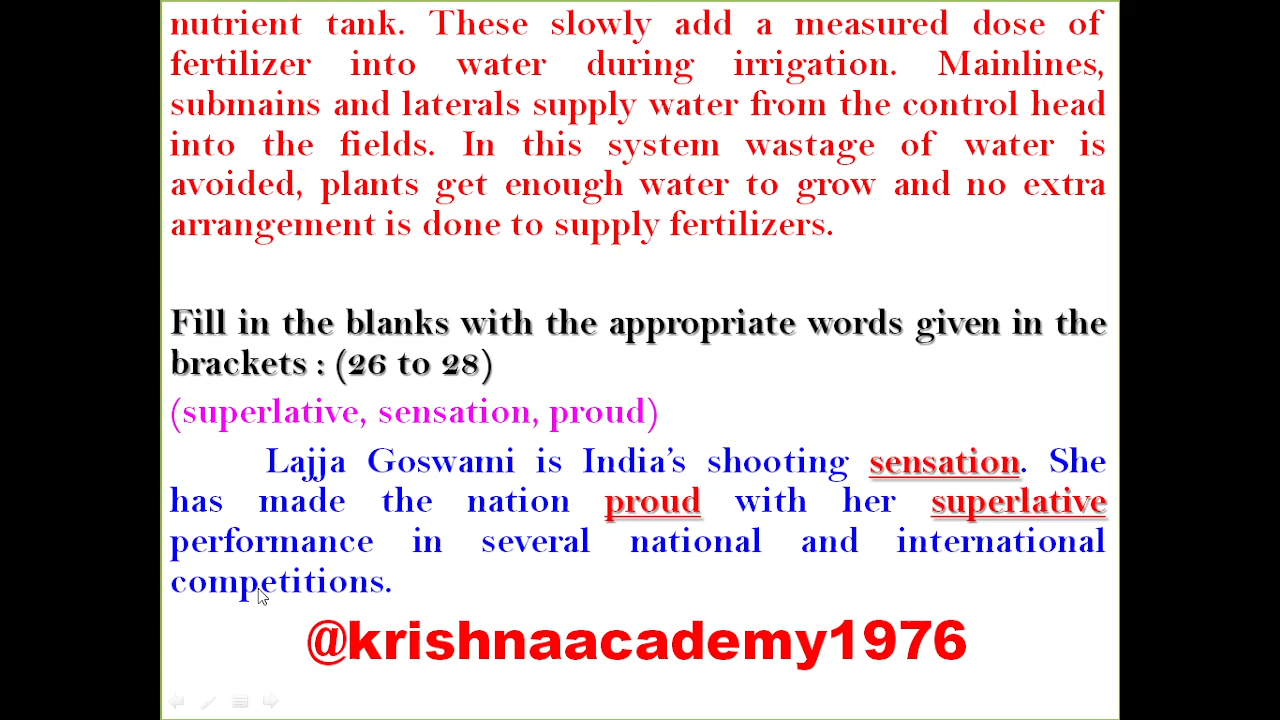 nutrient tank. These slowly add a measured dose of
fertilizer into water during irrigation. Mainlines,
submains and laterals supply water from the control head
into the fields. In this system wastage of water is
avoided, plants get enough water to grow and no extra
arrangement is done to supply fertilizers.
Fill in the blanks with the appropriate words given in the
brackets : (26 to 28)
(superlative, sensation, proud)
Lajja Goswami is India's shooting sensation. She
has made the nation proud with her superlative
performance in several national and international
competitions.
@krishnaacademy1976